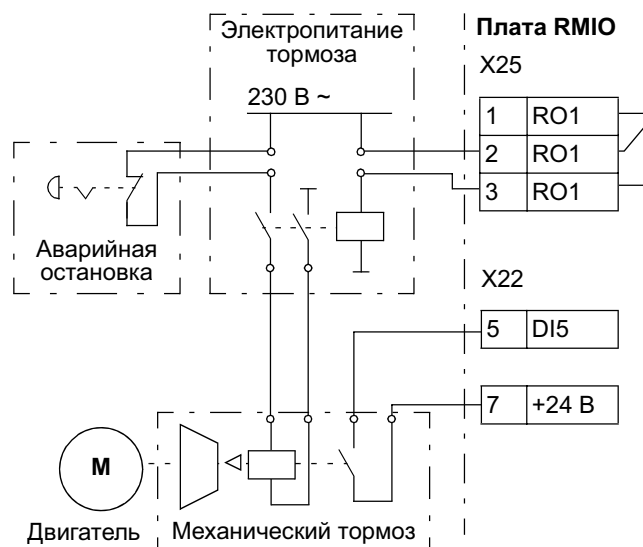 Электропитание
тормоза
230 В ~
Плата RMIO
X25
1 RO1
2 RO1
3 RO1
Аварийная
остановка
X22
5 DI5
7 +24 В
M
Двигатель
Механический тормоз